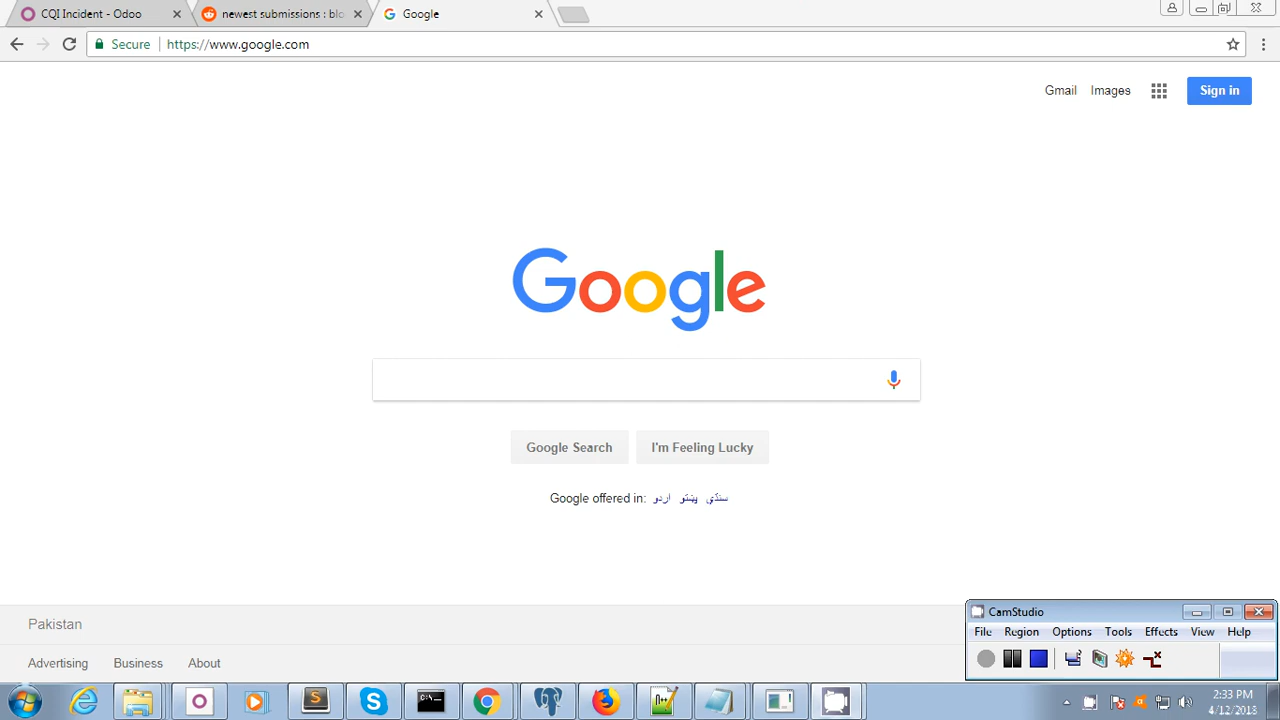 CQI Incident - Odoo
newest submissions : blo
Google
Secure
https://www.google.com
Gmail Images
Sign in
Google
Google Search
I'm Feeling Lucky
Google offered in: اردو پښتو سنڌي
Pakistan
Advertising Business About
CamStudio
File Region Options Tools Effects View Help
2:33 PM
4/12/2018